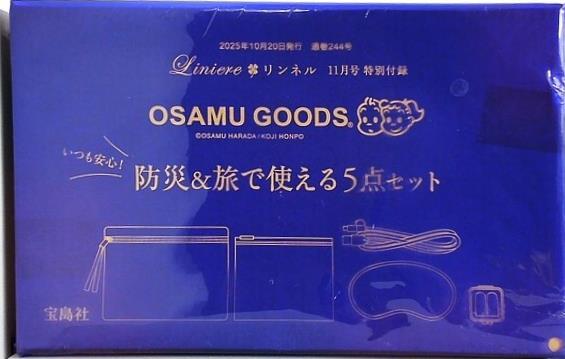 2025年10月20日発行 通巻244号
Liniere リンネル 11月号 特別付録
OSAMU GOODS®
©OSAMU HARADA / KOJI HONPO
いつも安心!
防災&旅で使える5点セット
宝島社